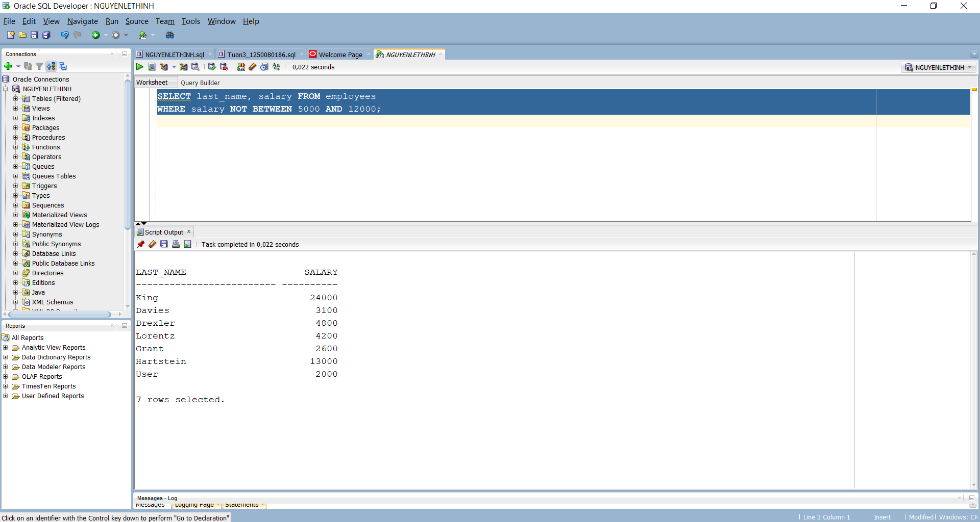 Oracle SQL Developer : NGUYENLETHINH
File Edit View Navigate Run Source Team Tools Window Help
Connections
NGUYENLETHINH.sql
Tuan3_1250080186.sql
Welcome Page
NGUYENLETHINH
0,022 seconds
NGUYENLETHINH
Worksheet Query Builder
SELECT last_name, salary FROM employees
WHERE salary NOT BETWEEN 5000 AND 12000;
Oracle Connections
NGUYENLETHINH
Tables (Filtered)
Views
Indexes
Packages
Procedures
Functions
Operators
Queues
Queues Tables
Triggers
Types
Sequences
Materialized Views
Materialized View Logs
Synonyms
Public Synonyms
Database Links
Public Database Links
Directories
Editions
Java
XML Schemas
Reports
All Reports
Analytic View Reports
Data Dictionary Reports
Data Modeler Reports
OLAP Reports
TimesTen Reports
User Defined Reports
Script Output
Task completed in 0,022 seconds
LAST_NAME SALARY
------------------------- ----------
King 24000
Davies 3100
Drexler 4800
Lorentz 4200
Grant 2600
Hartstein 13000
User 2000
7 rows selected.
Messages - Log
Messages Logging Page Statements
Click on an identifier with the Control key down to perform "Go to Declaration"
Line 3 Column 1 Insert Modified Windows: CF